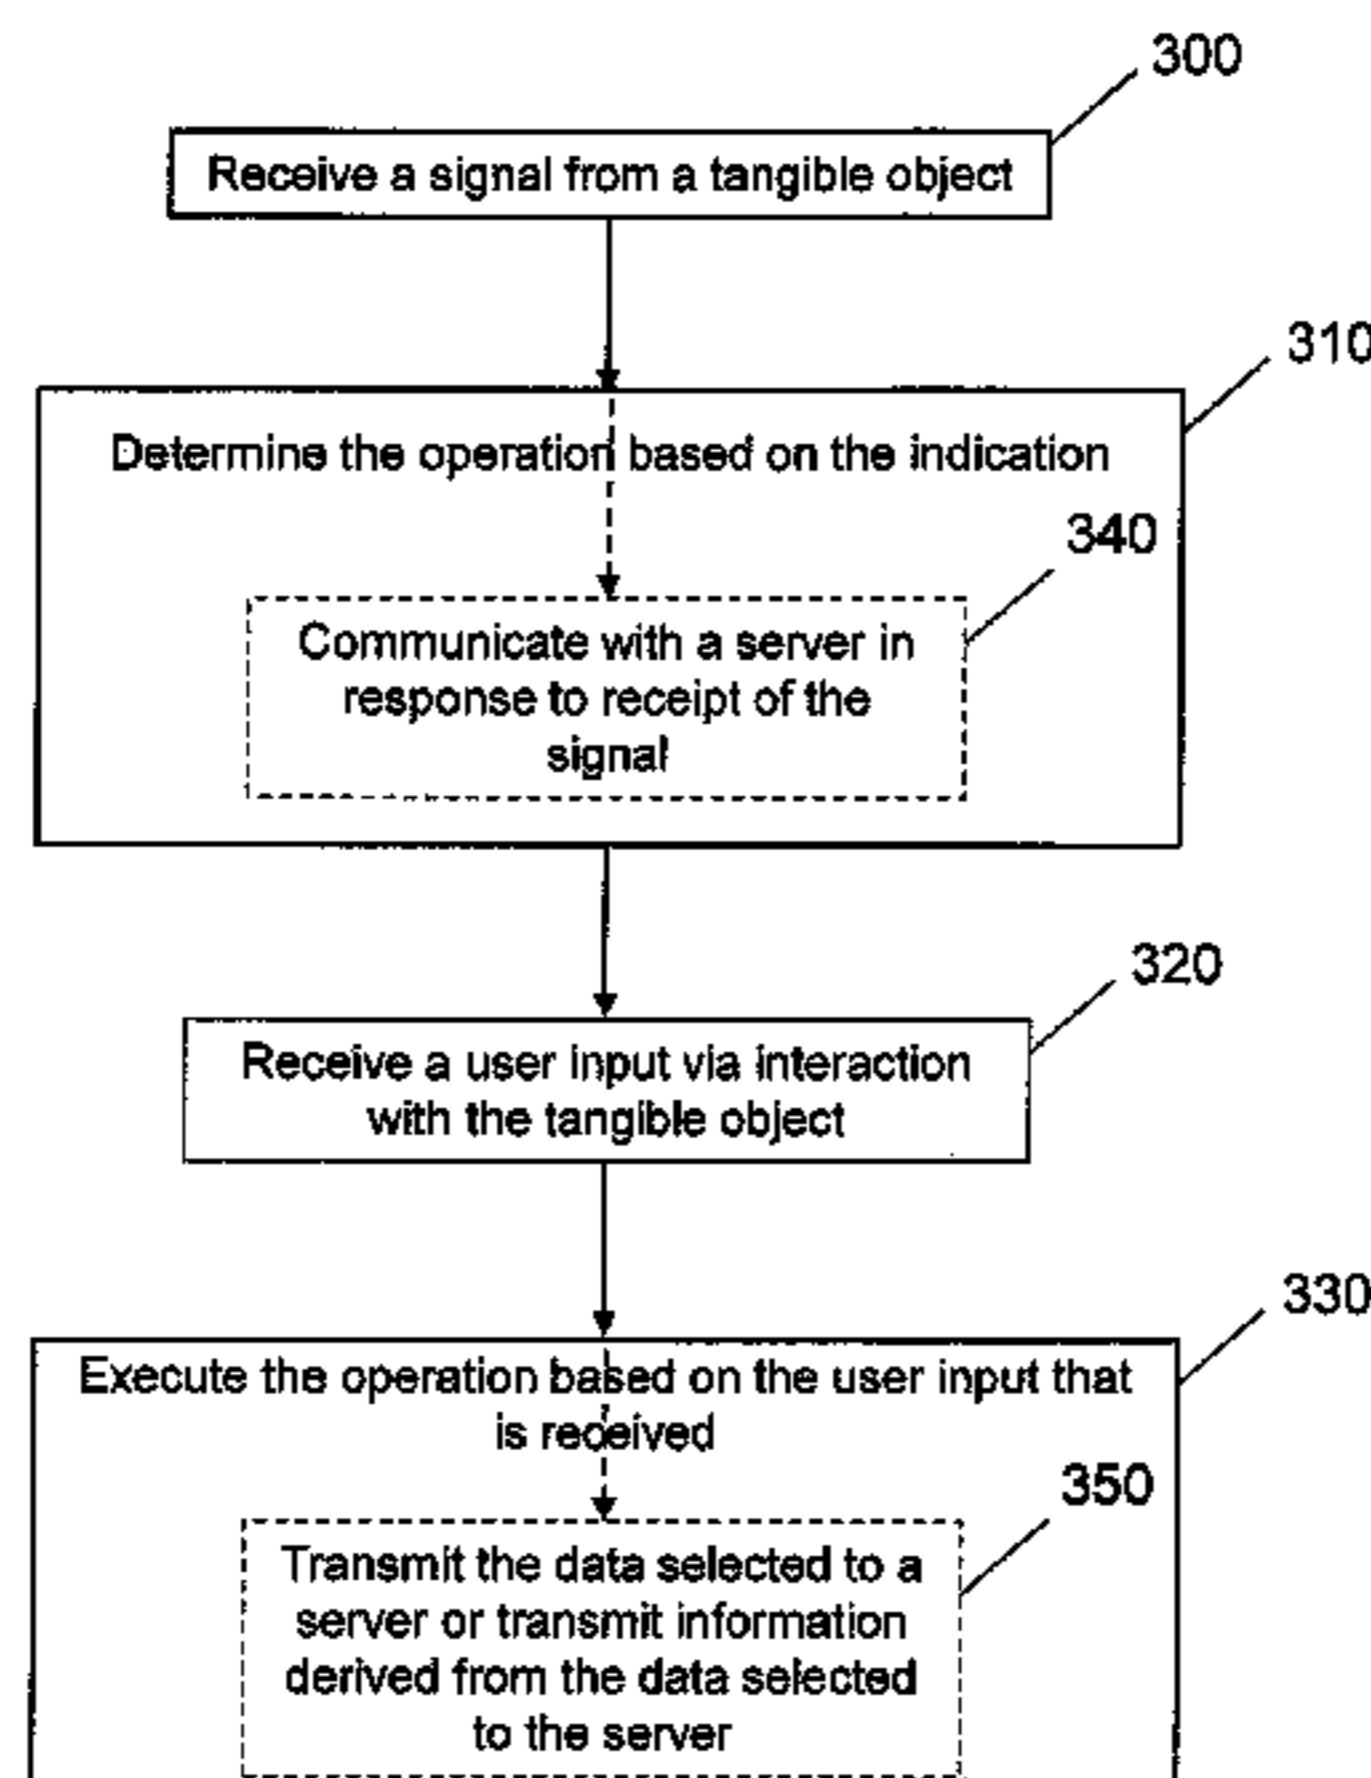 300
Receive a signal from a tangible object
310
Determine the operation based on the indication
340
Communicate with a server in
response to receipt of the
signal
320
Receive a user input via interaction
with the tangible object
330
Execute the operation based on the user input that
is received
350
Transmit the data selected to a
server or transmit information
derived from the data selected
to the server